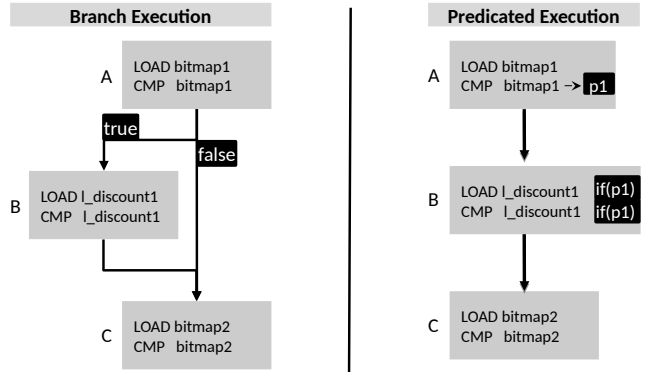 Branch Execution
A
LOAD bitmap1
CMP bitmap1
true
false
B
LOAD l_discount1
CMP l_discount1
C
LOAD bitmap2
CMP bitmap2
Predicated Execution
A
LOAD bitmap1
CMP bitmap1 → p1
B
LOAD l_discount1 if(p1)
CMP l_discount1 if(p1)
C
LOAD bitmap2
CMP bitmap2